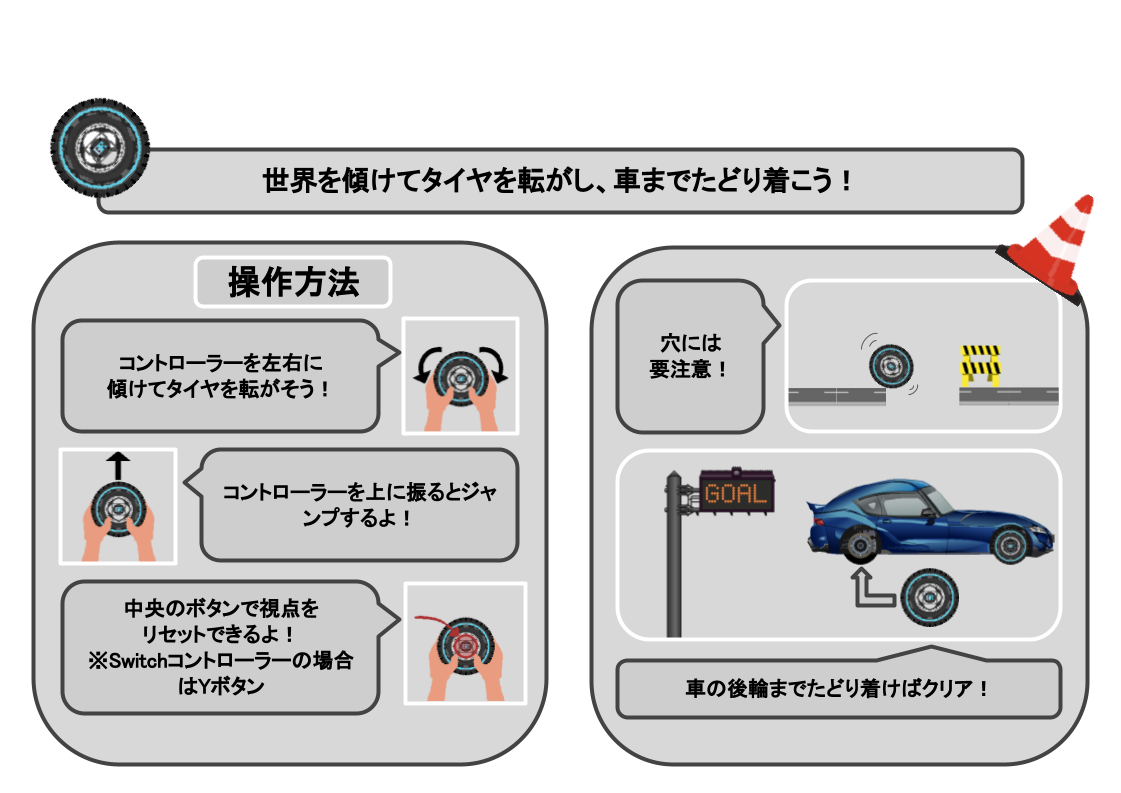 世界を傾けてタイヤを転がし、車までたどり着こう！
操作方法
コントローラーを左右に
傾けてタイヤを転がそう！
コントローラーを上に振るとジャ
ンプするよ！
中央のボタンで視点を
リセットできるよ！
※Switchコントローラーの場合
はYボタン
穴には
要注意！
GOAL
車の後輪までたどり着けばクリア！